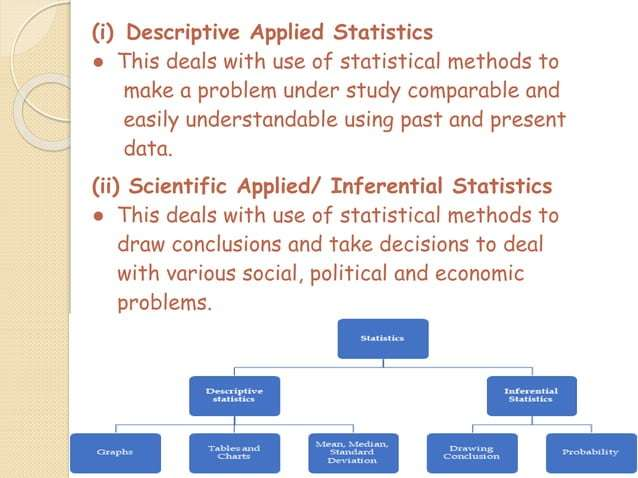 (i) Descriptive Applied Statistics
● This deals with use of statistical methods to
make a problem under study comparable and
easily understandable using past and present
data.
(ii) Scientific Applied/ Inferential Statistics
● This deals with use of statistical methods to
draw conclusions and take decisions to deal
with various social, political and economic
problems.
Statistics
Descriptive
statistics
Inferential
Statistics
Graphs
Tables and
Charts
Mean, Median,
Standard
Deviation
Drawing
Conclusion
Probability